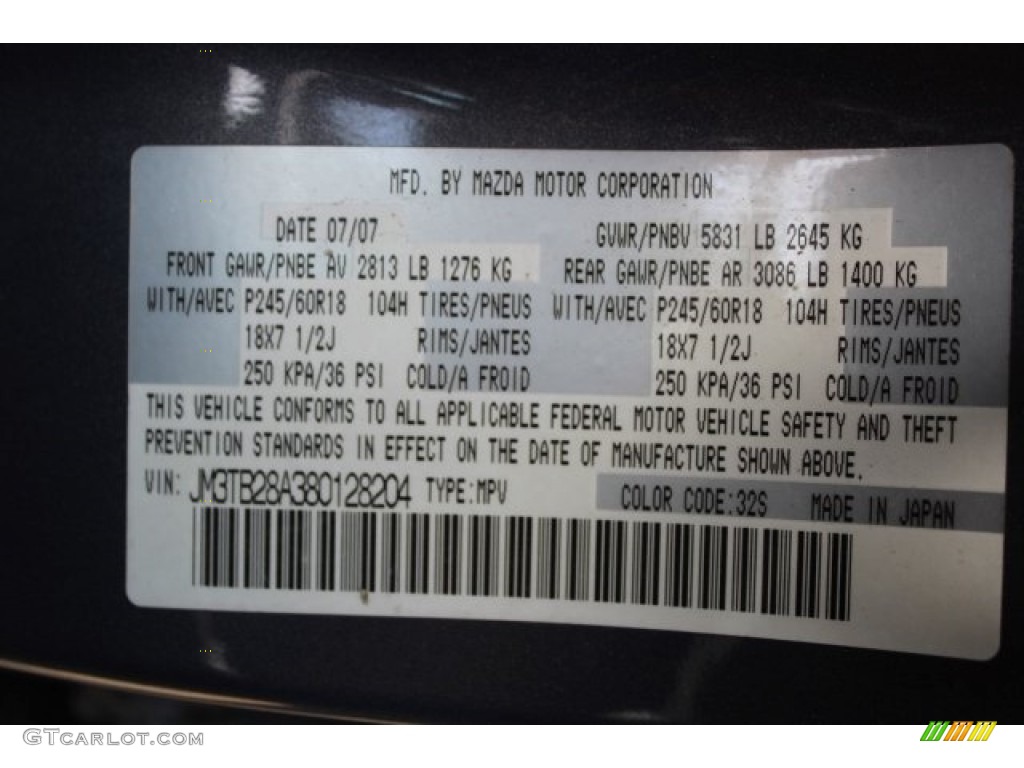 MFD. BY MAZDA MOTOR CORPORATION
DATE 07/07 GVWR/PNBV 5831 LB 2645 KG
FRONT GAWR/PNBE AV 2813 LB 1276 KG REAR GAWR/PNBE AR 3086 LB 1400 KG
WITH/AVEC P245/60R18 104H TIRES/PNEUS WITH/AVEC P245/60R18 104H TIRES/PNEUS
18X7 1/2J RIMS/JANTES 18X7 1/2J RIMS/JANTES
250 KPA/36 PSI COLD/A FROID 250 KPA/36 PSI COLD/A FROID
THIS VEHICLE CONFORMS TO ALL APPLICABLE FEDERAL MOTOR VEHICLE SAFETY AND THEFT
PREVENTION STANDARDS IN EFFECT ON THE DATE OF MANUFACTURE SHOWN ABOVE.
VIN: JM3TB28A380128204 TYPE:MPV COLOR CODE:32S MADE IN JAPAN
GTCARLOT.COM